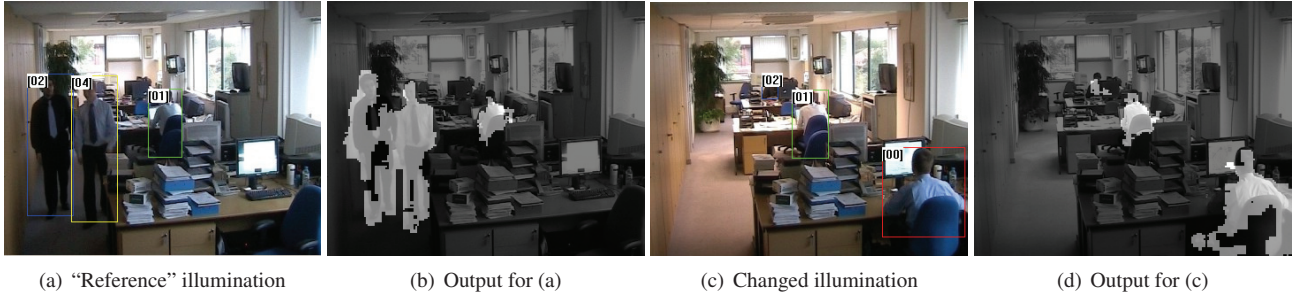 [02]
[04]
[01]
[02]
[01]
[00]
(a) “Reference” illumination
(b) Output for (a)
(c) Changed illumination
(d) Output for (c)